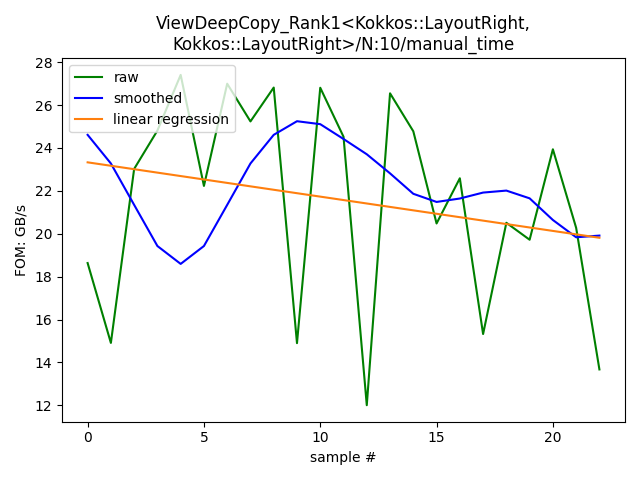 ViewDeepCopy_Rank1<Kokkos::LayoutRight,
Kokkos::LayoutRight>/N:10/manual_time
raw
smoothed
linear regression
FOM: GB/s
28
26
24
22
20
18
16
14
12
0
5
10
15
20
sample #